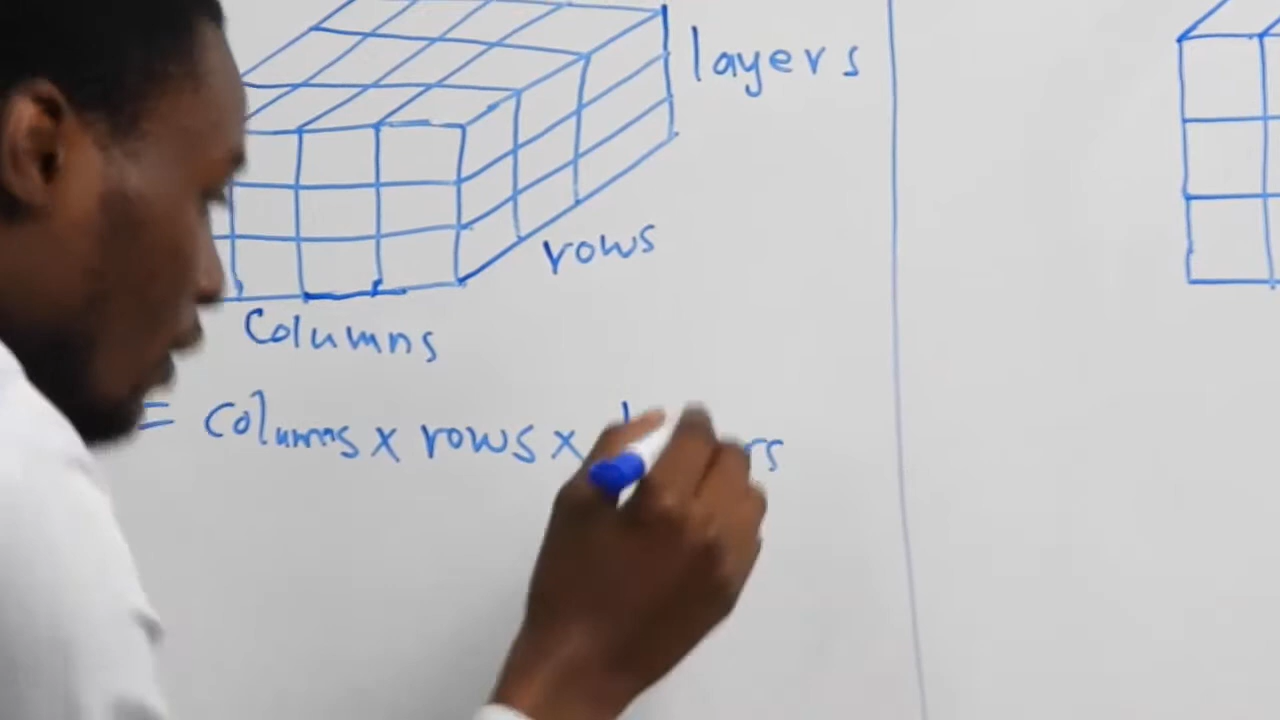 layers
rows
Columns
= columns x rows x